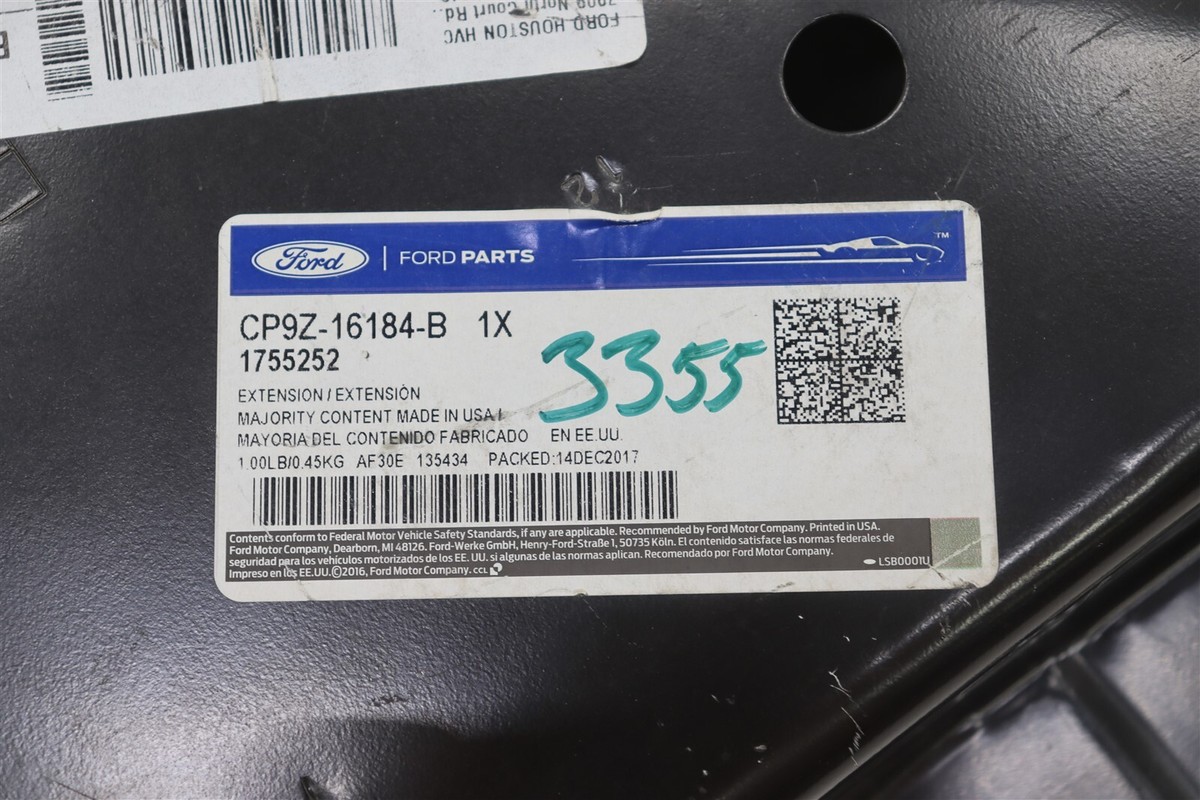 FORD HOUSTON HVC
North Court Rd.
Ford | FORD PARTS
TM
CP9Z-16184-B 1X
1755252
3355
EXTENSION / EXTENSIÓN
MAJORITY CONTENT MADE IN USA /
MAYORIA DEL CONTENIDO FABRICADO EN EE.UU.
1.00LB/0.45KG AF30E 135434 PACKED:14DEC2017
Contents conform to Federal Motor Vehicle Safety Standards, if any are applicable. Recommended by Ford Motor Company. Printed in USA.
Ford Motor Company, Dearborn, MI 48126. Ford-Werke GmbH, Henry-Ford-Straße 1, 50735 Köln. El contenido satisface las normas federales de
seguridad para los vehículos motorizados de los EE. UU. si algunas de las normas aplican. Recomendado por Ford Motor Company.
Impreso en los EE.UU.©2016, Ford Motor Company. CCL
LSB0001U